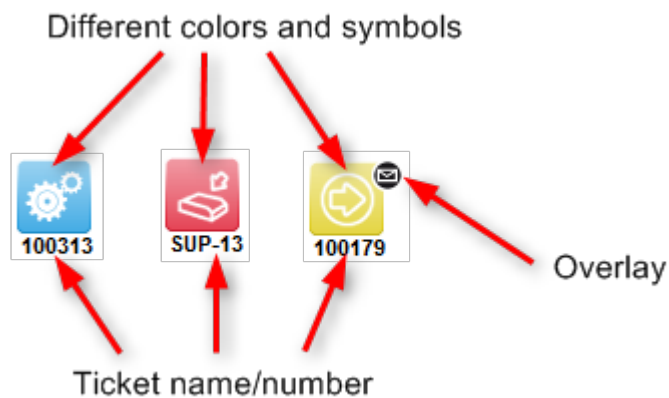 Different colors and symbols
100313
SUP-13
100179
Overlay
Ticket name/number